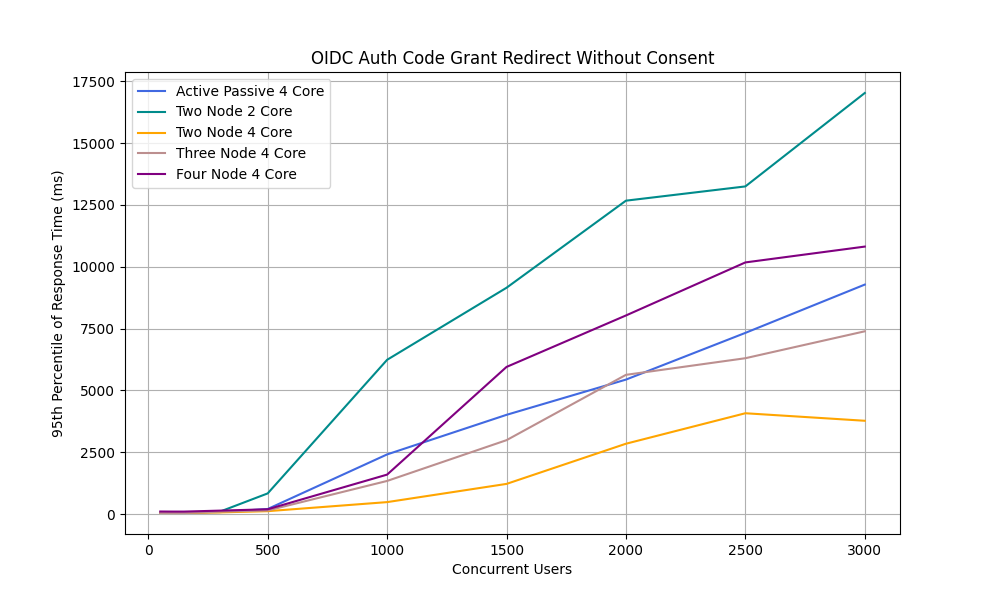 OIDC Auth Code Grant Redirect Without Consent
Active Passive 4 Core
Two Node 2 Core
Two Node 4 Core
Three Node 4 Core
Four Node 4 Core
95th Percentile of Response Time (ms)
17500
15000
12500
10000
7500
5000
2500
0
0 500 1000 1500 2000 2500 3000
Concurrent Users